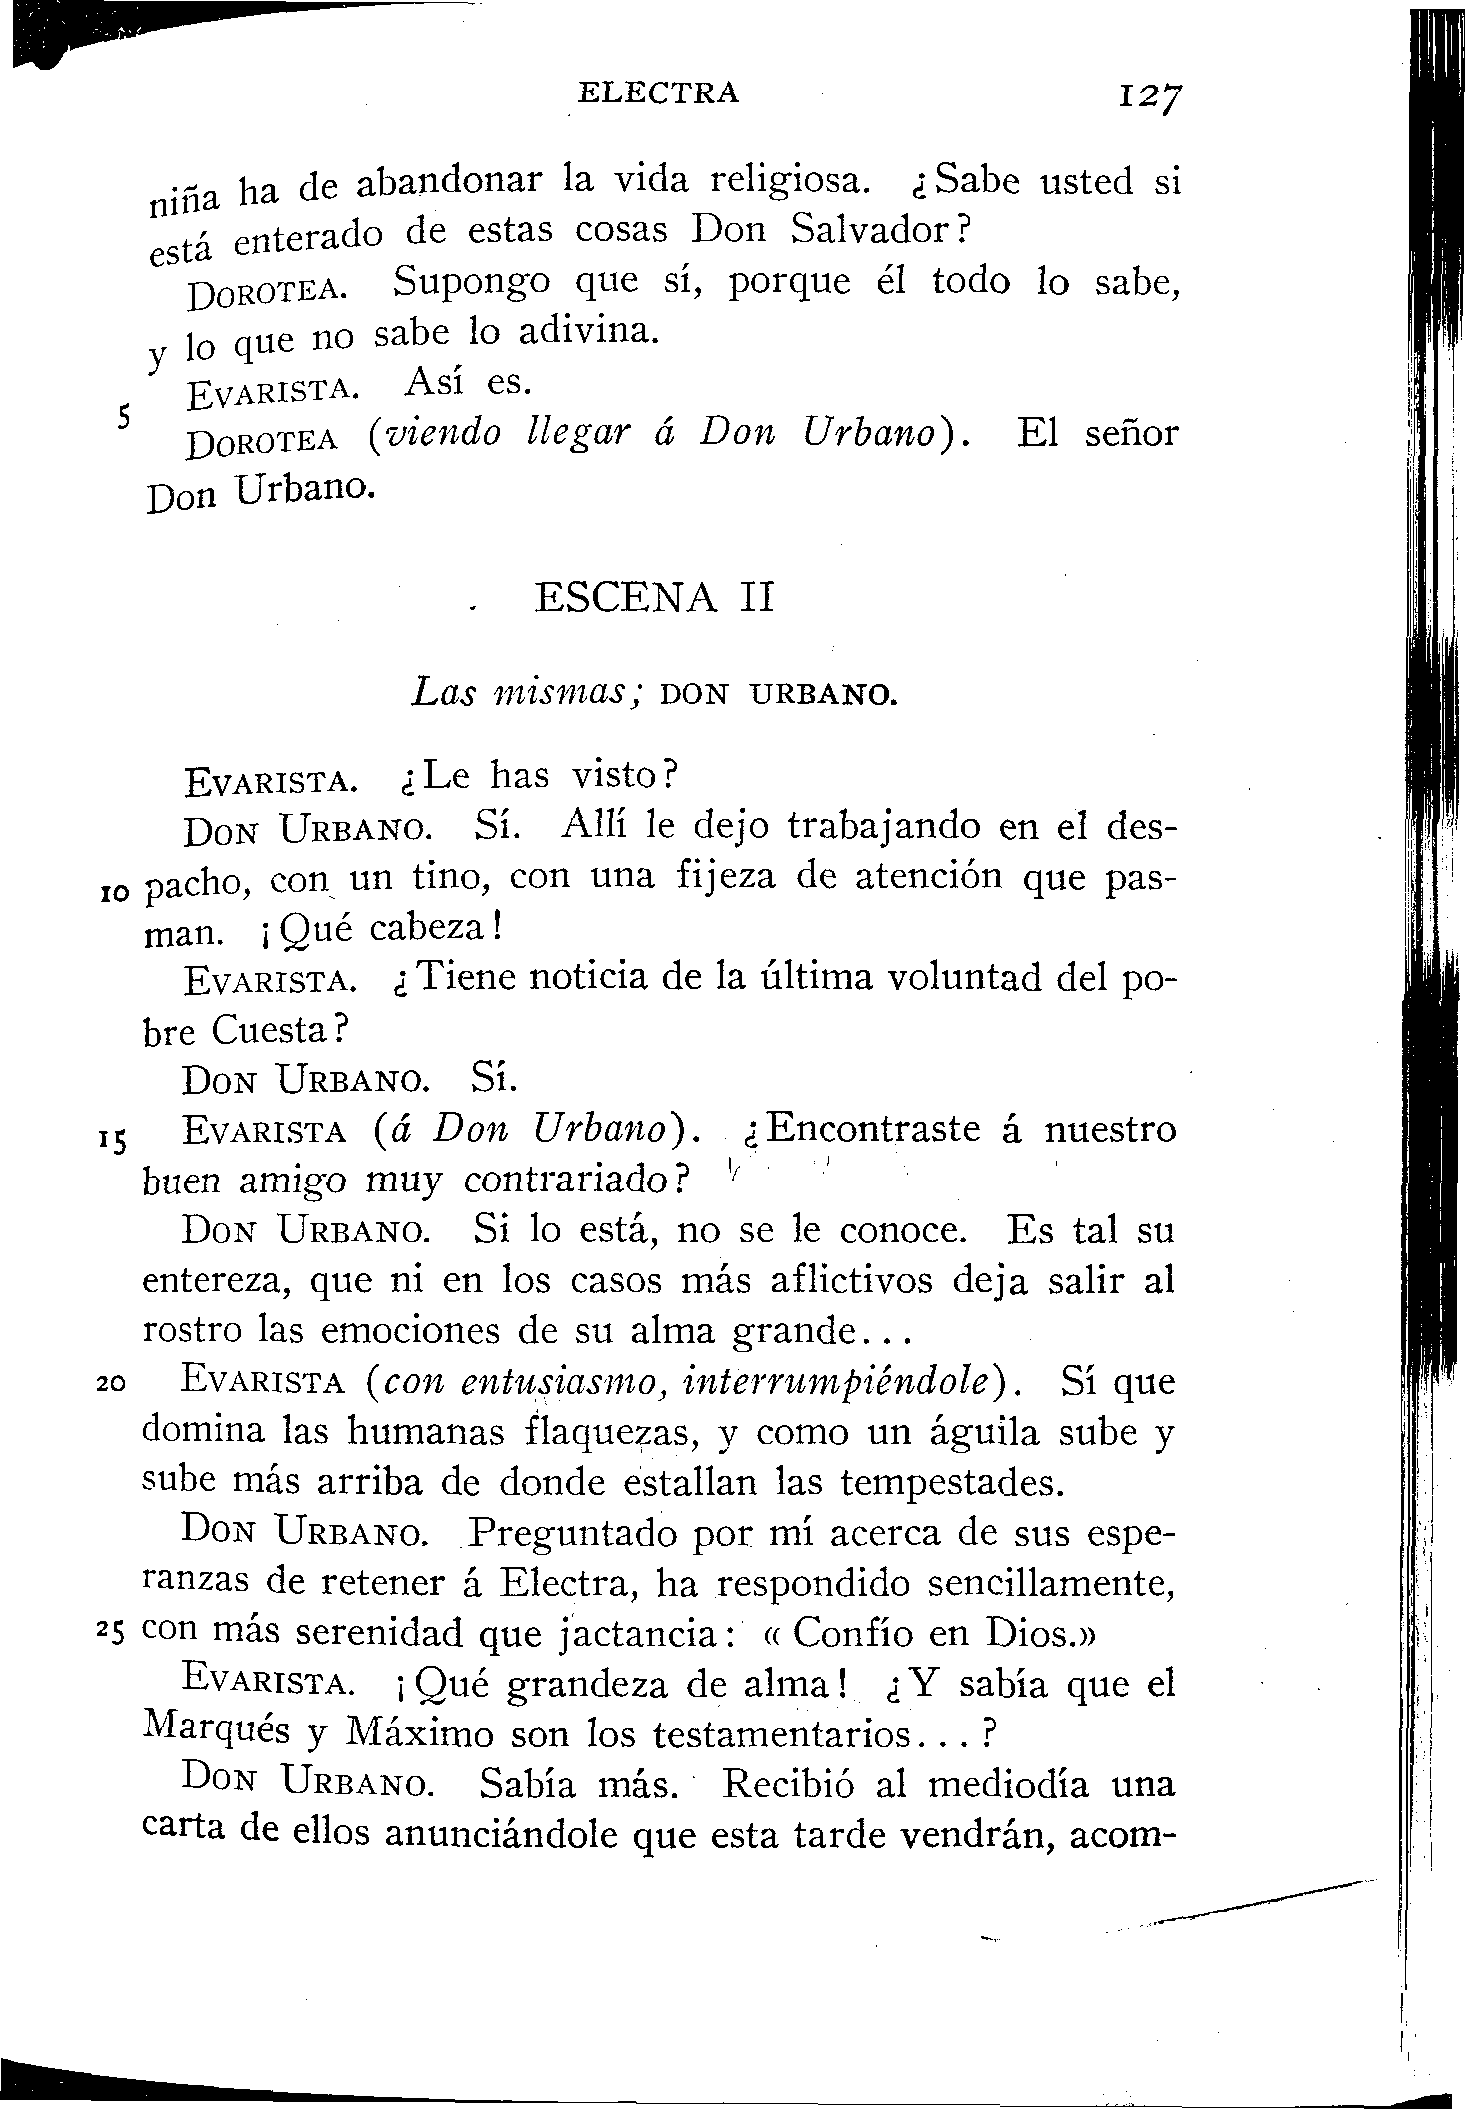 ELECTRA 127
niña ha de abandonar la vida religiosa. ¿Sabe usted si
está enterado de estas cosas Don Salvador?
DOROTEA. Supongo que sí, porque él todo lo sabe,
y lo que no sabe lo adivina.
5 EVARISTA. Así es.
DOROTEA (viendo llegar á Don Urbano). El señor
Don Urbano.
ESCENA II
Las mismas; DON URBANO.
EVARISTA. ¿Le has visto?
DON URBANO. Sí. Allí le dejo trabajando en el des-
10 pacho, con un tino, con una fijeza de atención que pas-
man. ¡Qué cabeza!
EVARISTA. ¿Tiene noticia de la última voluntad del po-
bre Cuesta?
DON URBANO. Sí.
15 EVARISTA (á Don Urbano). ¿Encontraste á nuestro
buen amigo muy contrariado?
DON URBANO. Si lo está, no se le conoce. Es tal su
entereza, que ni en los casos más aflictivos deja salir al
rostro las emociones de su alma grande...
20 EVARISTA (con entusiasmo, interrumpiéndole). Sí que
domina las humanas flaquezas, y como un águila sube y
sube más arriba de donde estallan las tempestades.
DON URBANO. Preguntado por mí acerca de sus espe-
ranzas de retener á Electra, ha respondido sencillamente,
25 con más serenidad que jactancia: « Confío en Dios.»
EVARISTA. ¡Qué grandeza de alma! ¿Y sabía que el
Marqués y Máximo son los testamentarios...?
DON URBANO. Sabía más. Recibió al mediodía una
carta de ellos anunciándole que esta tarde vendrán, acom-